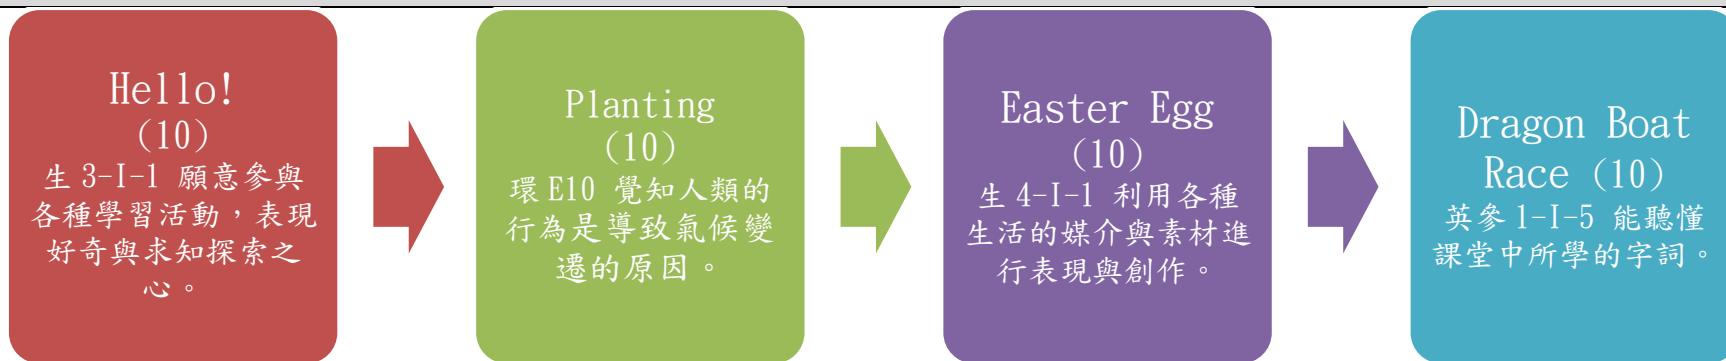 Hello!
(10)
生 3-I-1 願意參與
各種學習活動，表現
好奇與求知探索之
心。
Planting
(10)
環 E10 覺知人類的
行為是導致氣候變
遷的原因。
Easter Egg
(10)
生 4-I-1 利用各種
生活的媒介與素材進
行表現與創作。
Dragon Boat
Race (10)
英參 1-I-5 能聽懂
課堂中所學的字詞。